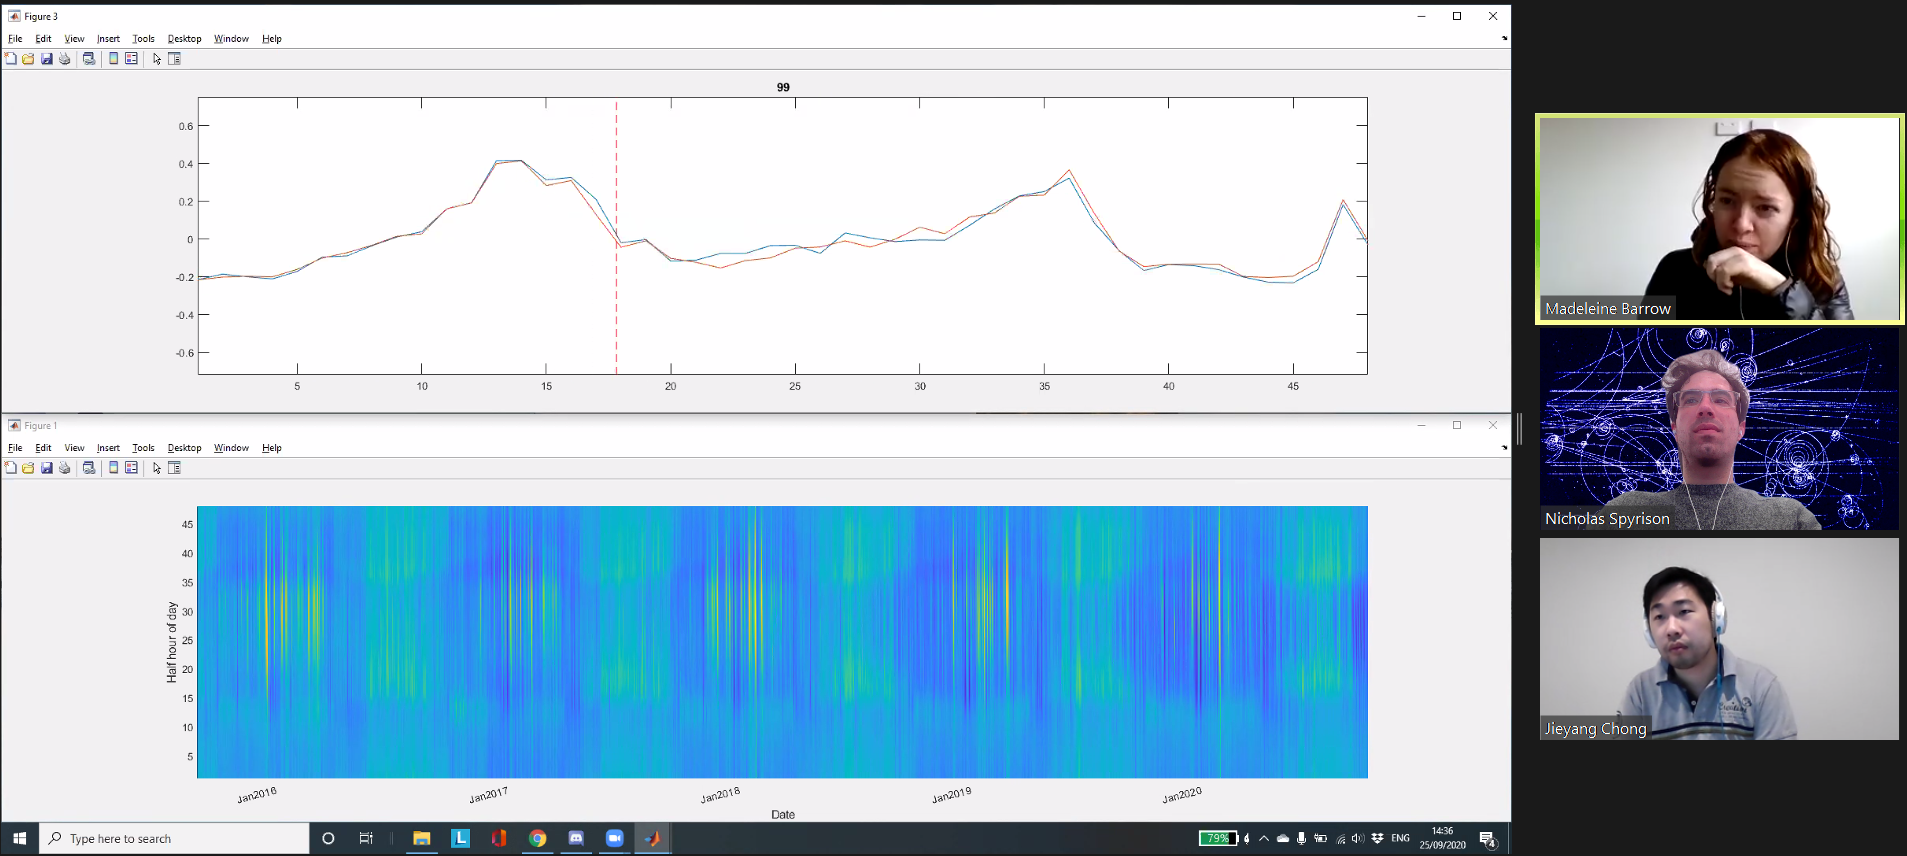 Figure 3
File Edit View Insert Tools Desktop Window Help
99
0.6
0.4
0.2
0
-0.2
-0.4
-0.6
5 10 15 20 25 30 35 40 45
Figure 1
File Edit View Insert Tools Desktop Window Help
45
40
35
30
25
20
15
10
5
Half hour of day
Jan2016 Jan2017 Jan2018 Jan2019 Jan2020
Date
Type here to search
L
79%
ENG
14:36
25/09/2020
4
Madeleine Barrow
Nicholas Spyrison
Jieyang Chong